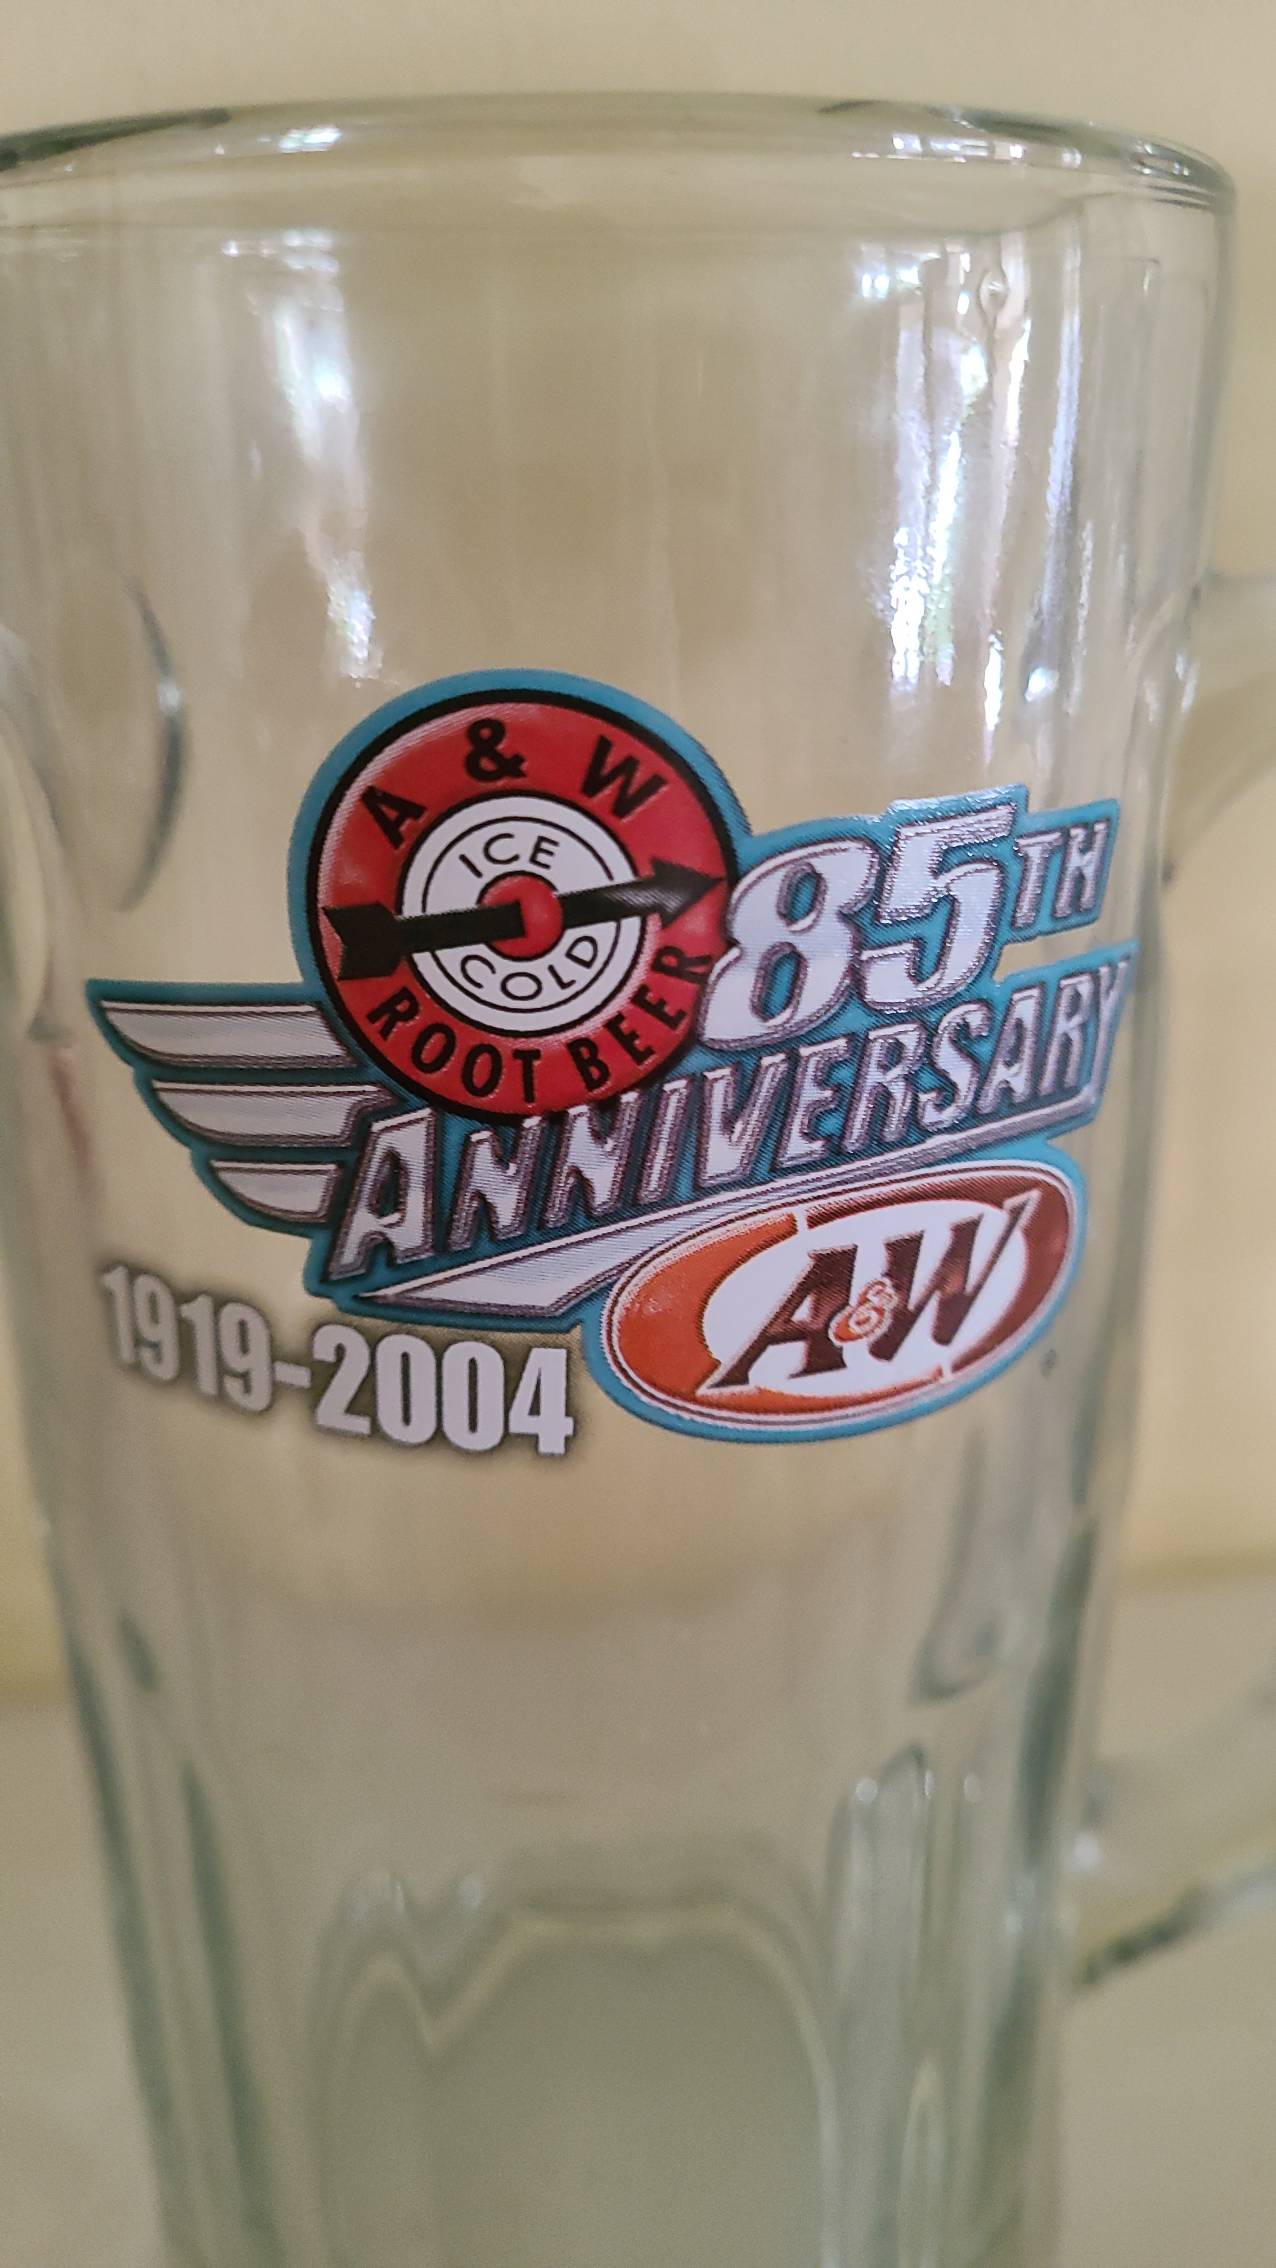 A & W
ICE
COLD
ROOT BEER
85TH
ANNIVERSARY
A&W
1919-2004